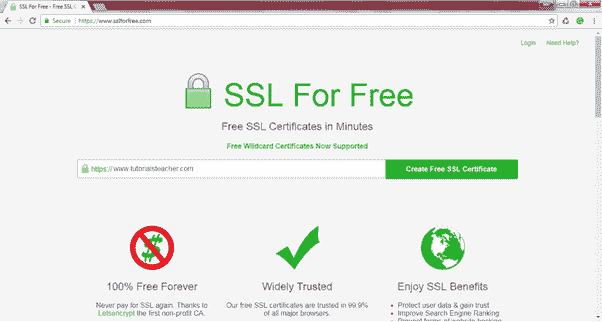 SSL For Free - Free SSL C
Secure https://www.sslforfree.com
Login Need Help?
SSL For Free
Free SSL Certificates in Minutes
Free Wildcard Certificates Now Supported
https://www.tutorialsteacher.com
Create Free SSL Certificate
100% Free Forever
Never pay for SSL again. Thanks to
Letsencrypt the first non-profit CA.
Widely Trusted
Our free SSL certificates are trusted in 99.9%
of all major browsers.
Enjoy SSL Benefits
• Protect user data & gain trust
• Improve Search Engine Ranking